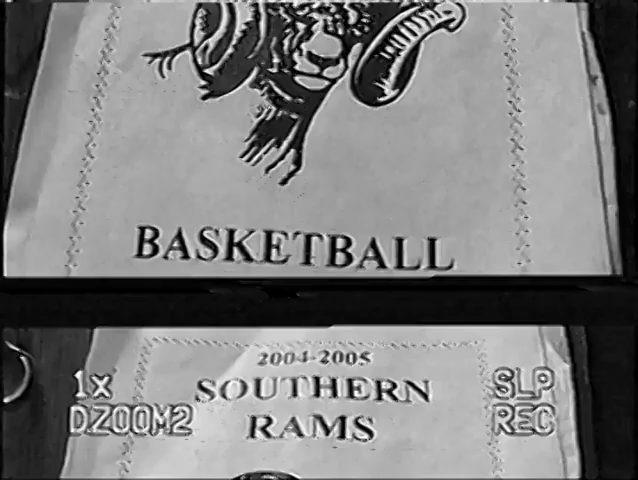 BASKETBALL
2004-2005
SOUTHERN
RAMS
1x
DZOOM2
SLP
REC